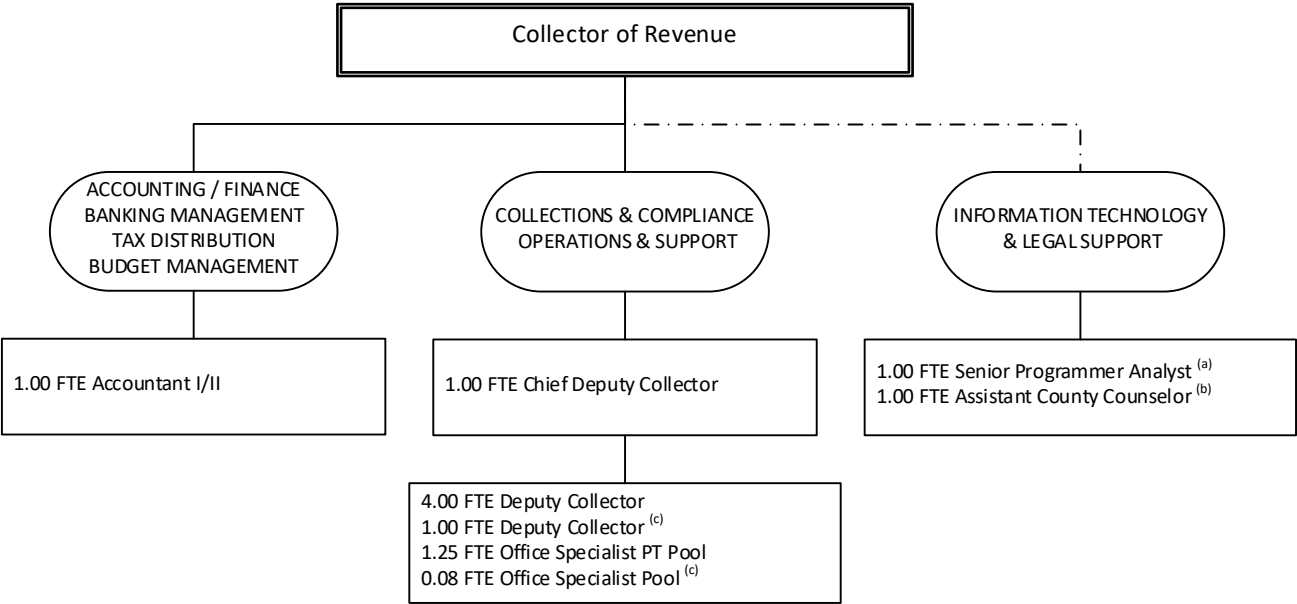 Collector of Revenue
ACCOUNTING / FINANCE
BANKING MANAGEMENT
TAX DISTRIBUTION
BUDGET MANAGEMENT
COLLECTIONS & COMPLIANCE
OPERATIONS & SUPPORT
INFORMATION TECHNOLOGY
& LEGAL SUPPORT
1.00 FTE Accountant I/II
1.00 FTE Chief Deputy Collector
1.00 FTE Senior Programmer Analyst (a)
1.00 FTE Assistant County Counselor (b)
4.00 FTE Deputy Collector
1.00 FTE Deputy Collector (c)
1.25 FTE Office Specialist PT Pool
0.08 FTE Office Specialist Pool (c)